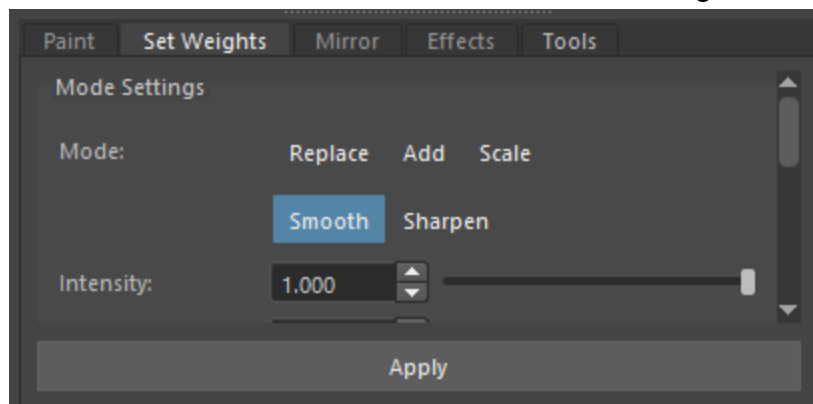 Paint Set Weights Mirror Effects Tools
Mode Settings
Mode: Replace Add Scale
Smooth Sharpen
Intensity: 1.000
Apply